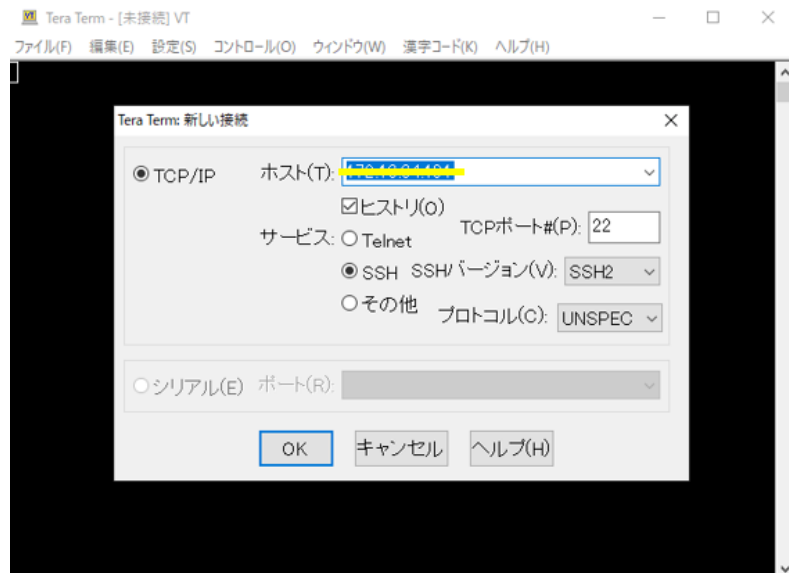 Tera Term - [未接続] VT
ファイル(F) 編集(E) 設定(S) コントロール(O) ウィンドウ(W) 漢字コード(K) ヘルプ(H)
Tera Term: 新しい接続
TCP/IP ホスト(T):
ヒストリ(O)
サービス: Telnet TCPポート#(P): 22
SSH SSHバージョン(V): SSH2
その他 プロトコル(C): UNSPEC
シリアル(E) ポート(R):
OK キャンセル ヘルプ(H)